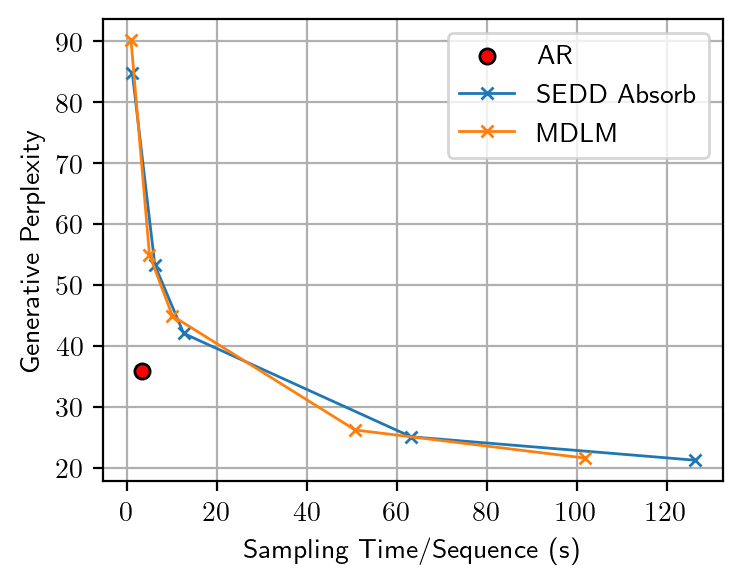 90
80
70
60
50
40
30
20
Generative Perplexity
AR
SEDD Absorb
MDLM
0 20 40 60 80 100 120
Sampling Time/Sequence (s)